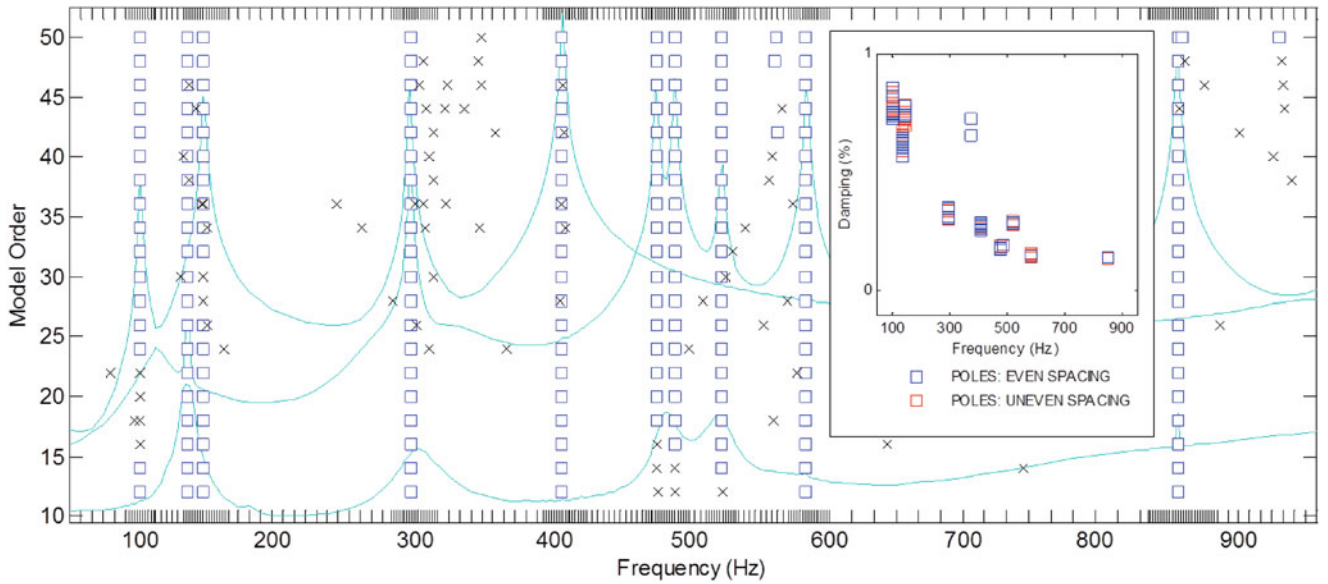 50
45
40
35
30
25
20
15
10
Model Order
100 200 300 400 500 600 700 800 900
Frequency (Hz)
1
0
Damping (%)
100 300 500 700 900
Frequency (Hz)
POLES: EVEN SPACING
POLES: UNEVEN SPACING